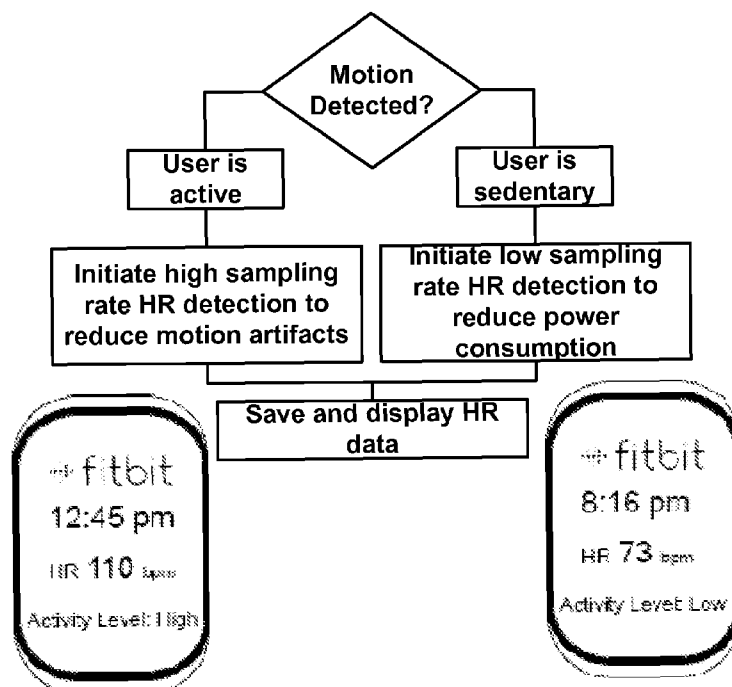 Motion
Detected?
User is
active
User is
sedentary
Initiate high sampling
rate HR detection to
reduce motion artifacts
Initiate low sampling
rate HR detection to
reduce power
consumption
Save and display HR
data
fitbit
12:45 pm
HR 110 bpm
Activity Level: High
fitbit
8:16 pm
HR 73 bpm
Activity Level: Low